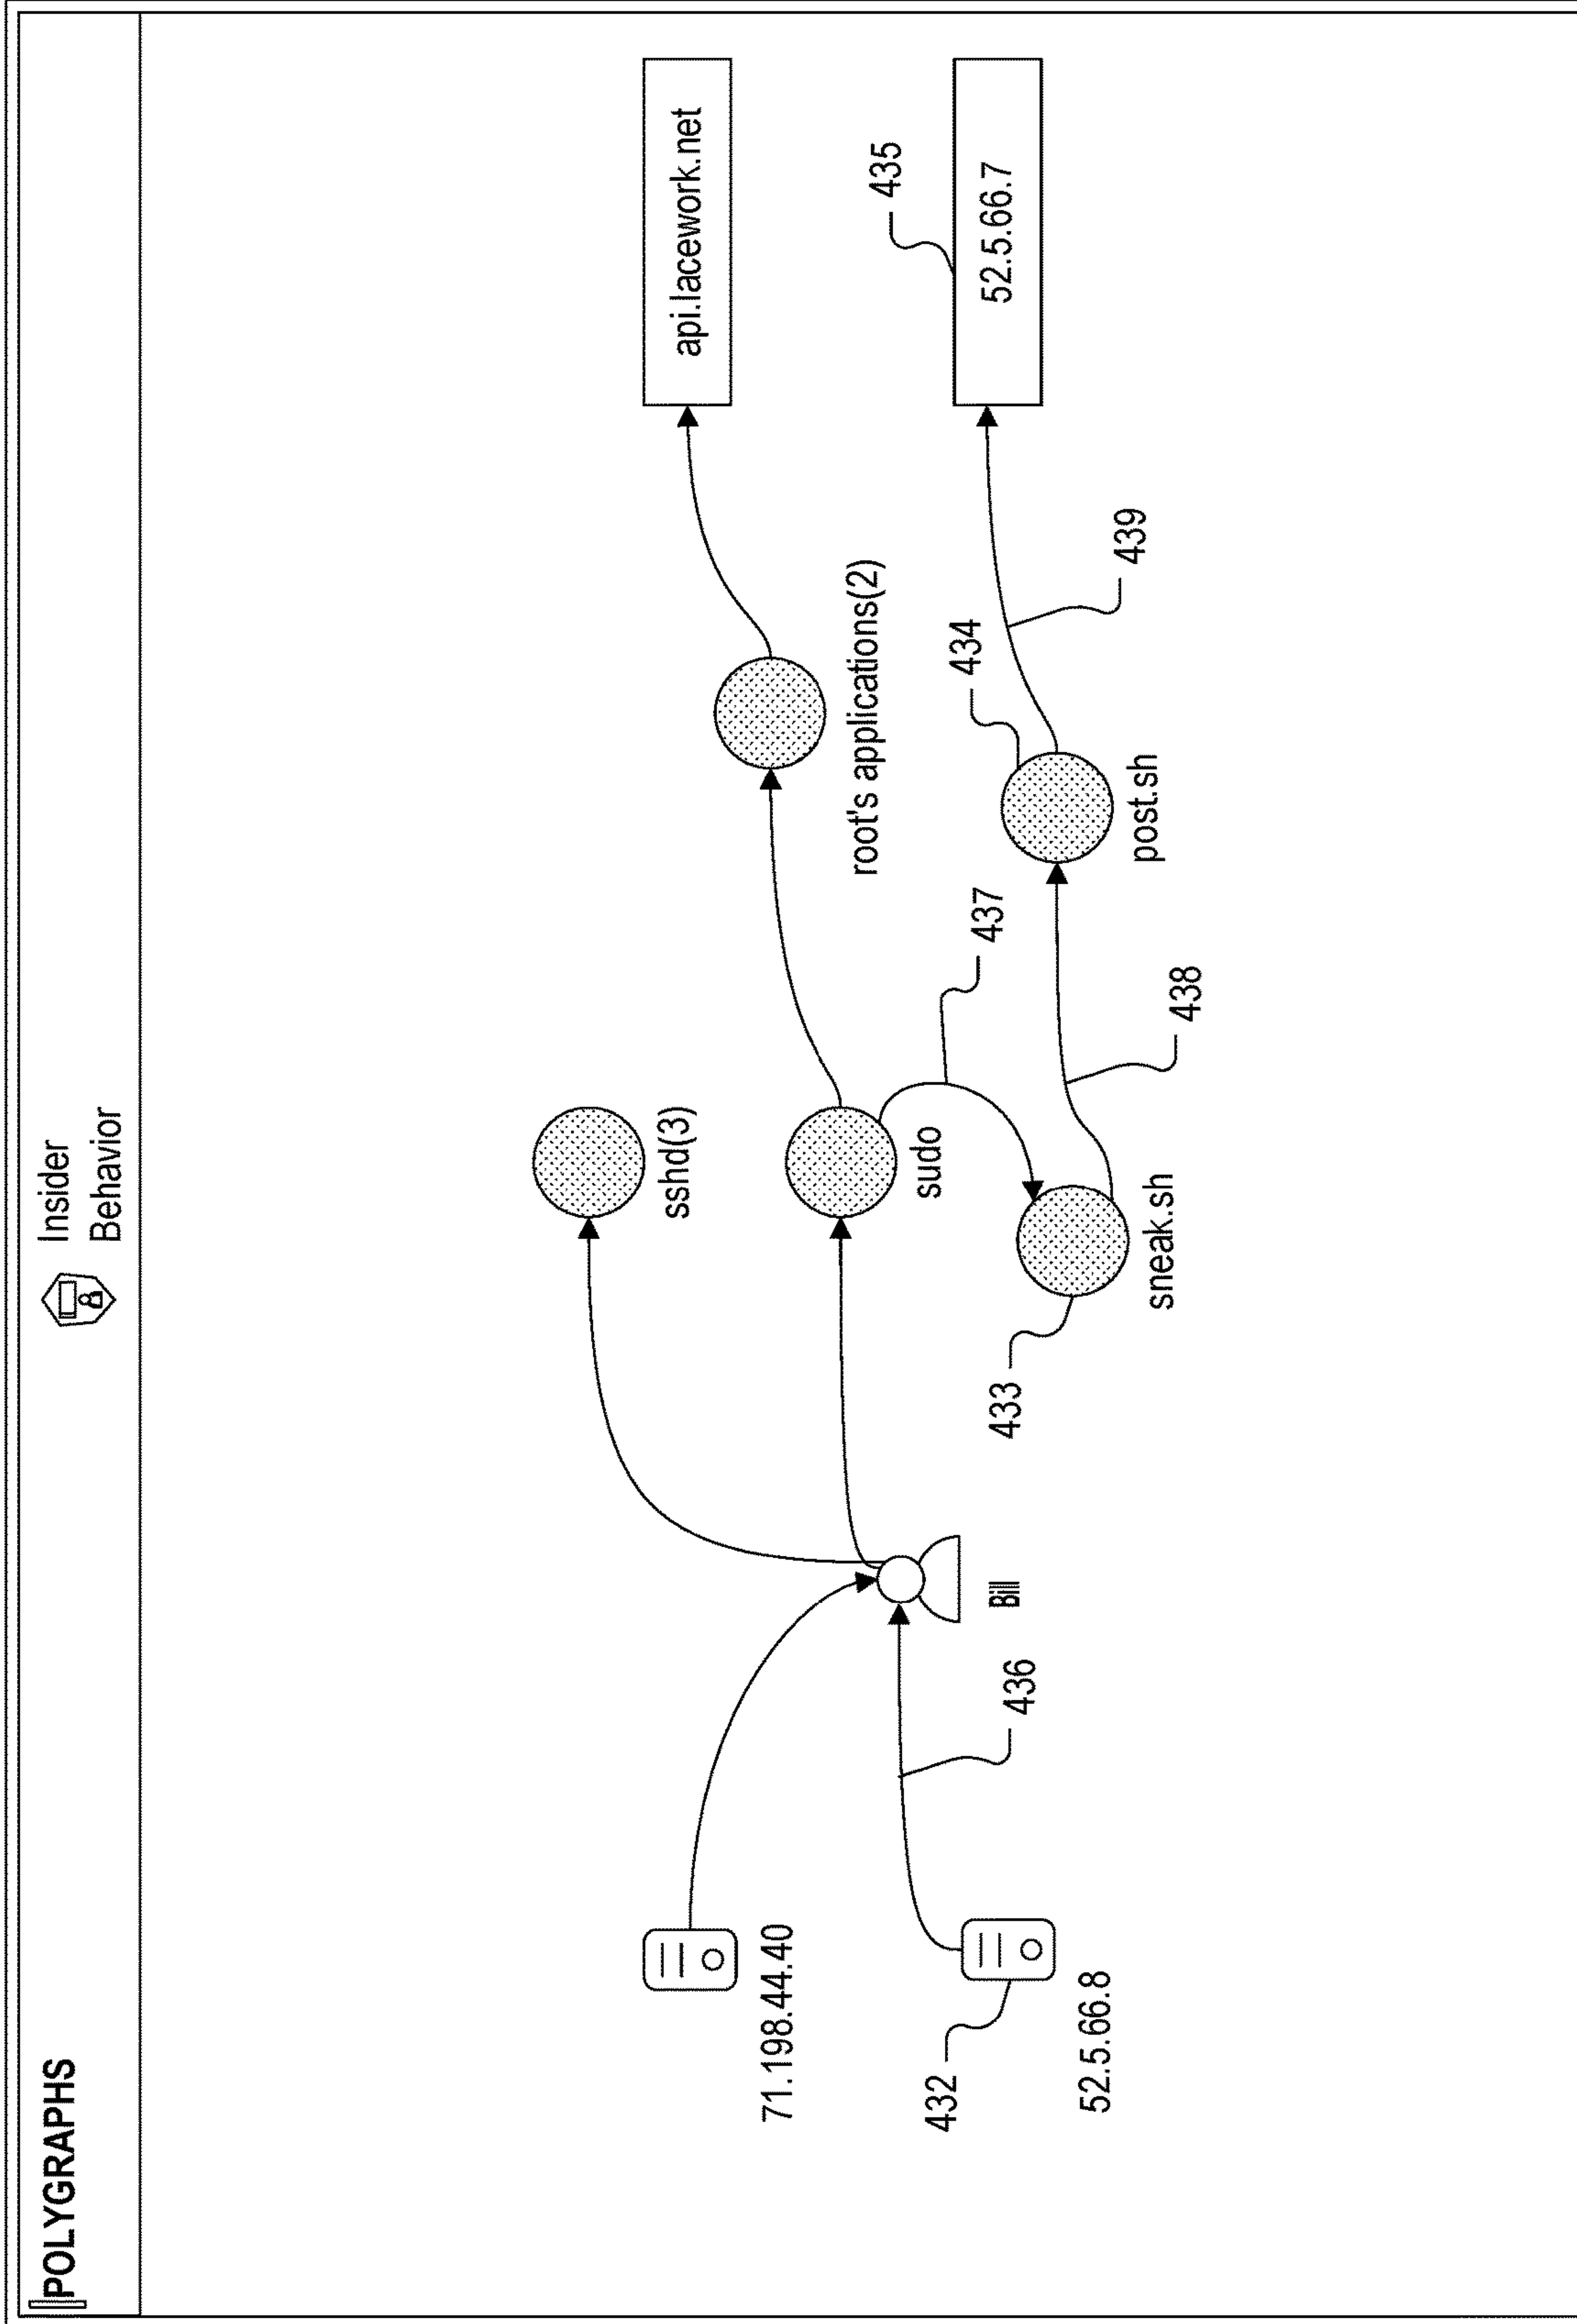 POLYGRAPHS
Insider
Behavior
sshd(3)
71.198.44.40
api.lacework.net
root's applications(2)
sudo
437
435
52.5.66.7
432
52.5.66.8
436
Bill
433
sneak.sh
438
434
post.sh
439